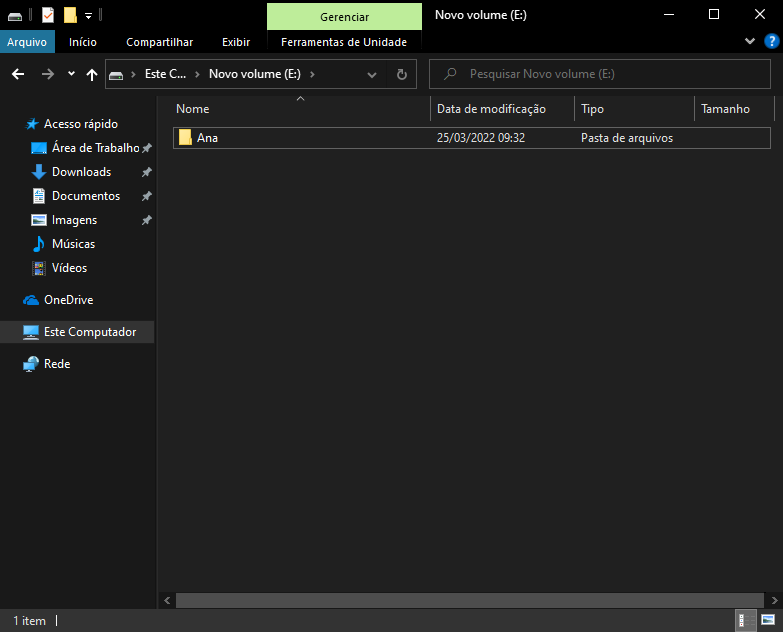 Gerenciar
Novo volume (E:)
Arquivo
Início
Compartilhar
Exibir
Ferramentas de Unidade
?
Este C...
Novo volume (E:)
Pesquisar Novo volume (E:)
Nome
Data de modificação
Tipo
Tamanho
Ana
25/03/2022 09:32
Pasta de arquivos
Acesso rápido
Área de Trabalho
Downloads
Documentos
Imagens
Músicas
Vídeos
OneDrive
Este Computador
Rede
1 item